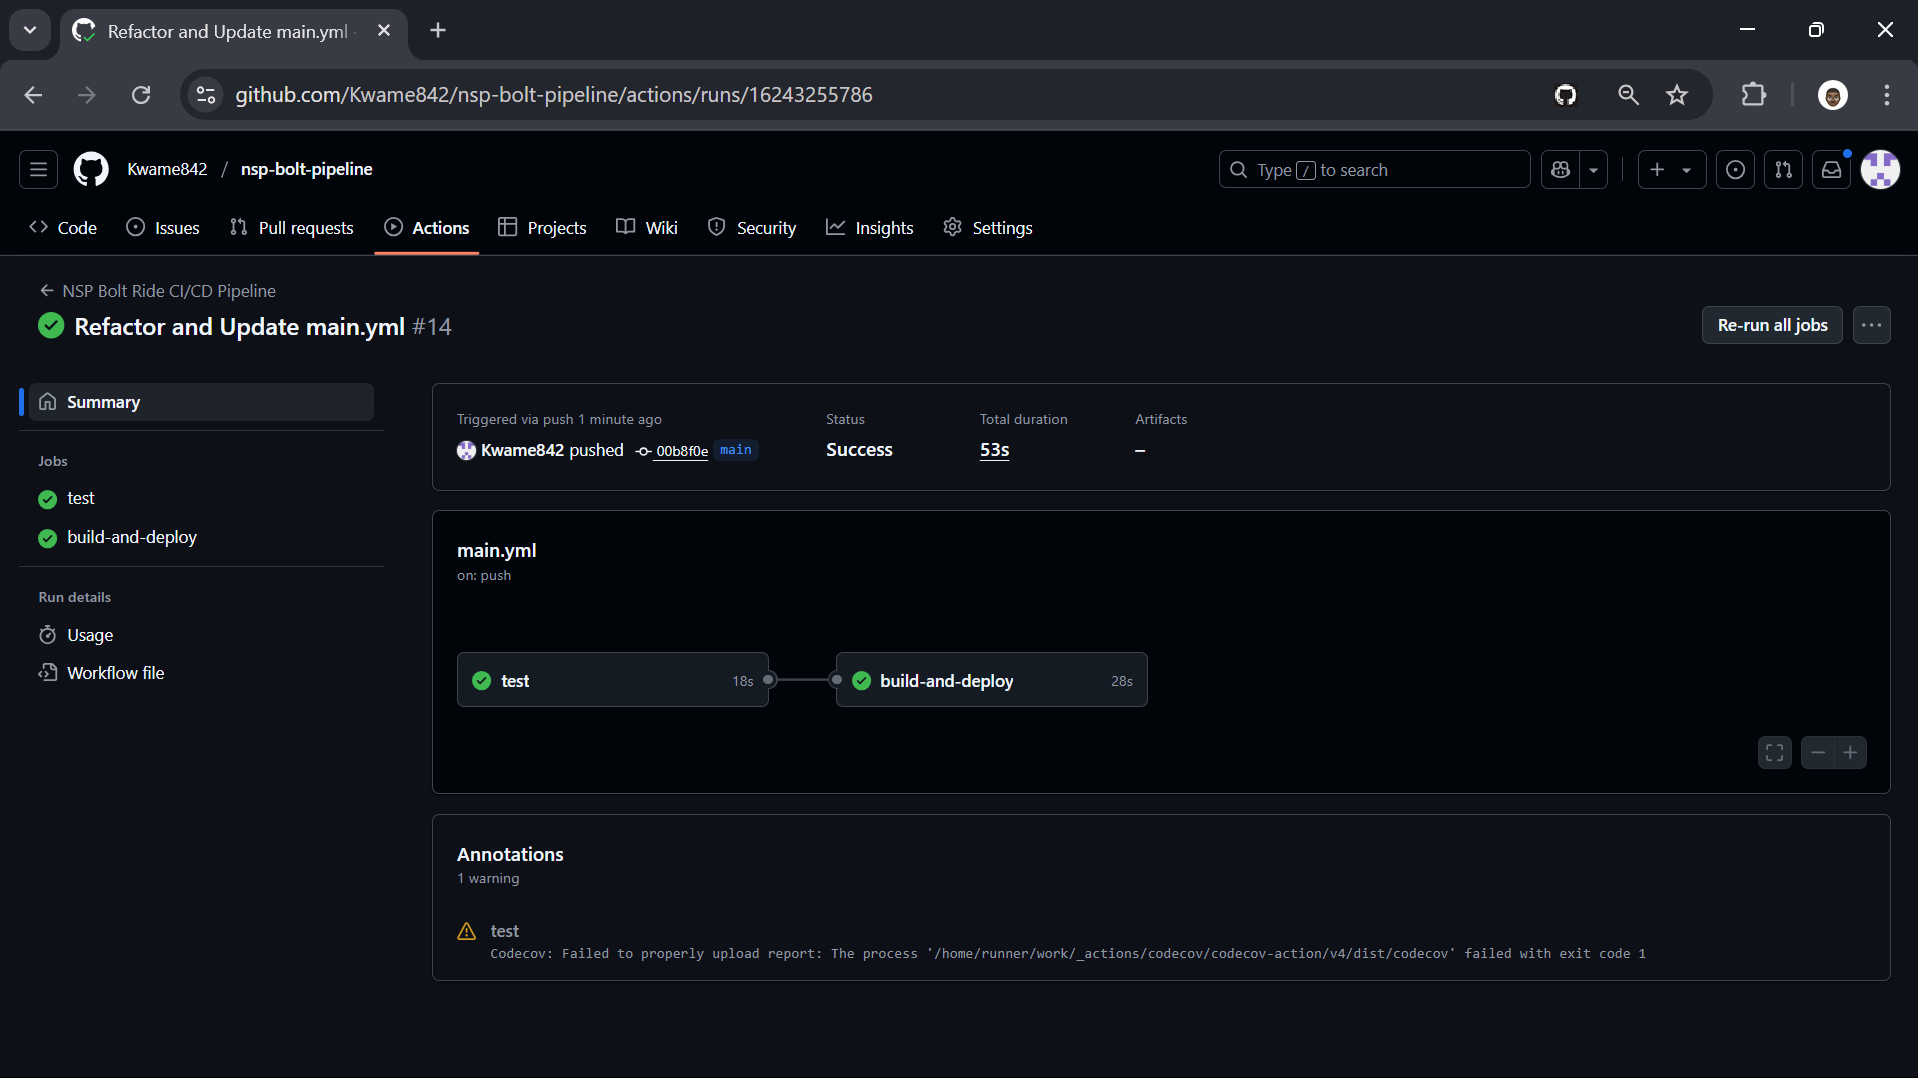 Refactor and Update main.yml
github.com/Kwame842/nsp-bolt-pipeline/actions/runs/16243255786
Kwame842 / nsp-bolt-pipeline
Type / to search
Code
Issues
Pull requests
Actions
Projects
Wiki
Security
Insights
Settings
NSP Bolt Ride CI/CD Pipeline
Refactor and Update main.yml #14
Re-run all jobs
Summary
Jobs
test
build-and-deploy
Run details
Usage
Workflow file
Triggered via push 1 minute ago
Kwame842 pushed 00b8f0e main
Status
Success
Total duration
53s
Artifacts
–
main.yml
on: push
test 18s
build-and-deploy 28s
Annotations
1 warning
test
Codecov: Failed to properly upload report: The process '/home/runner/work/_actions/codecov/codecov-action/v4/dist/codecov' failed with exit code 1